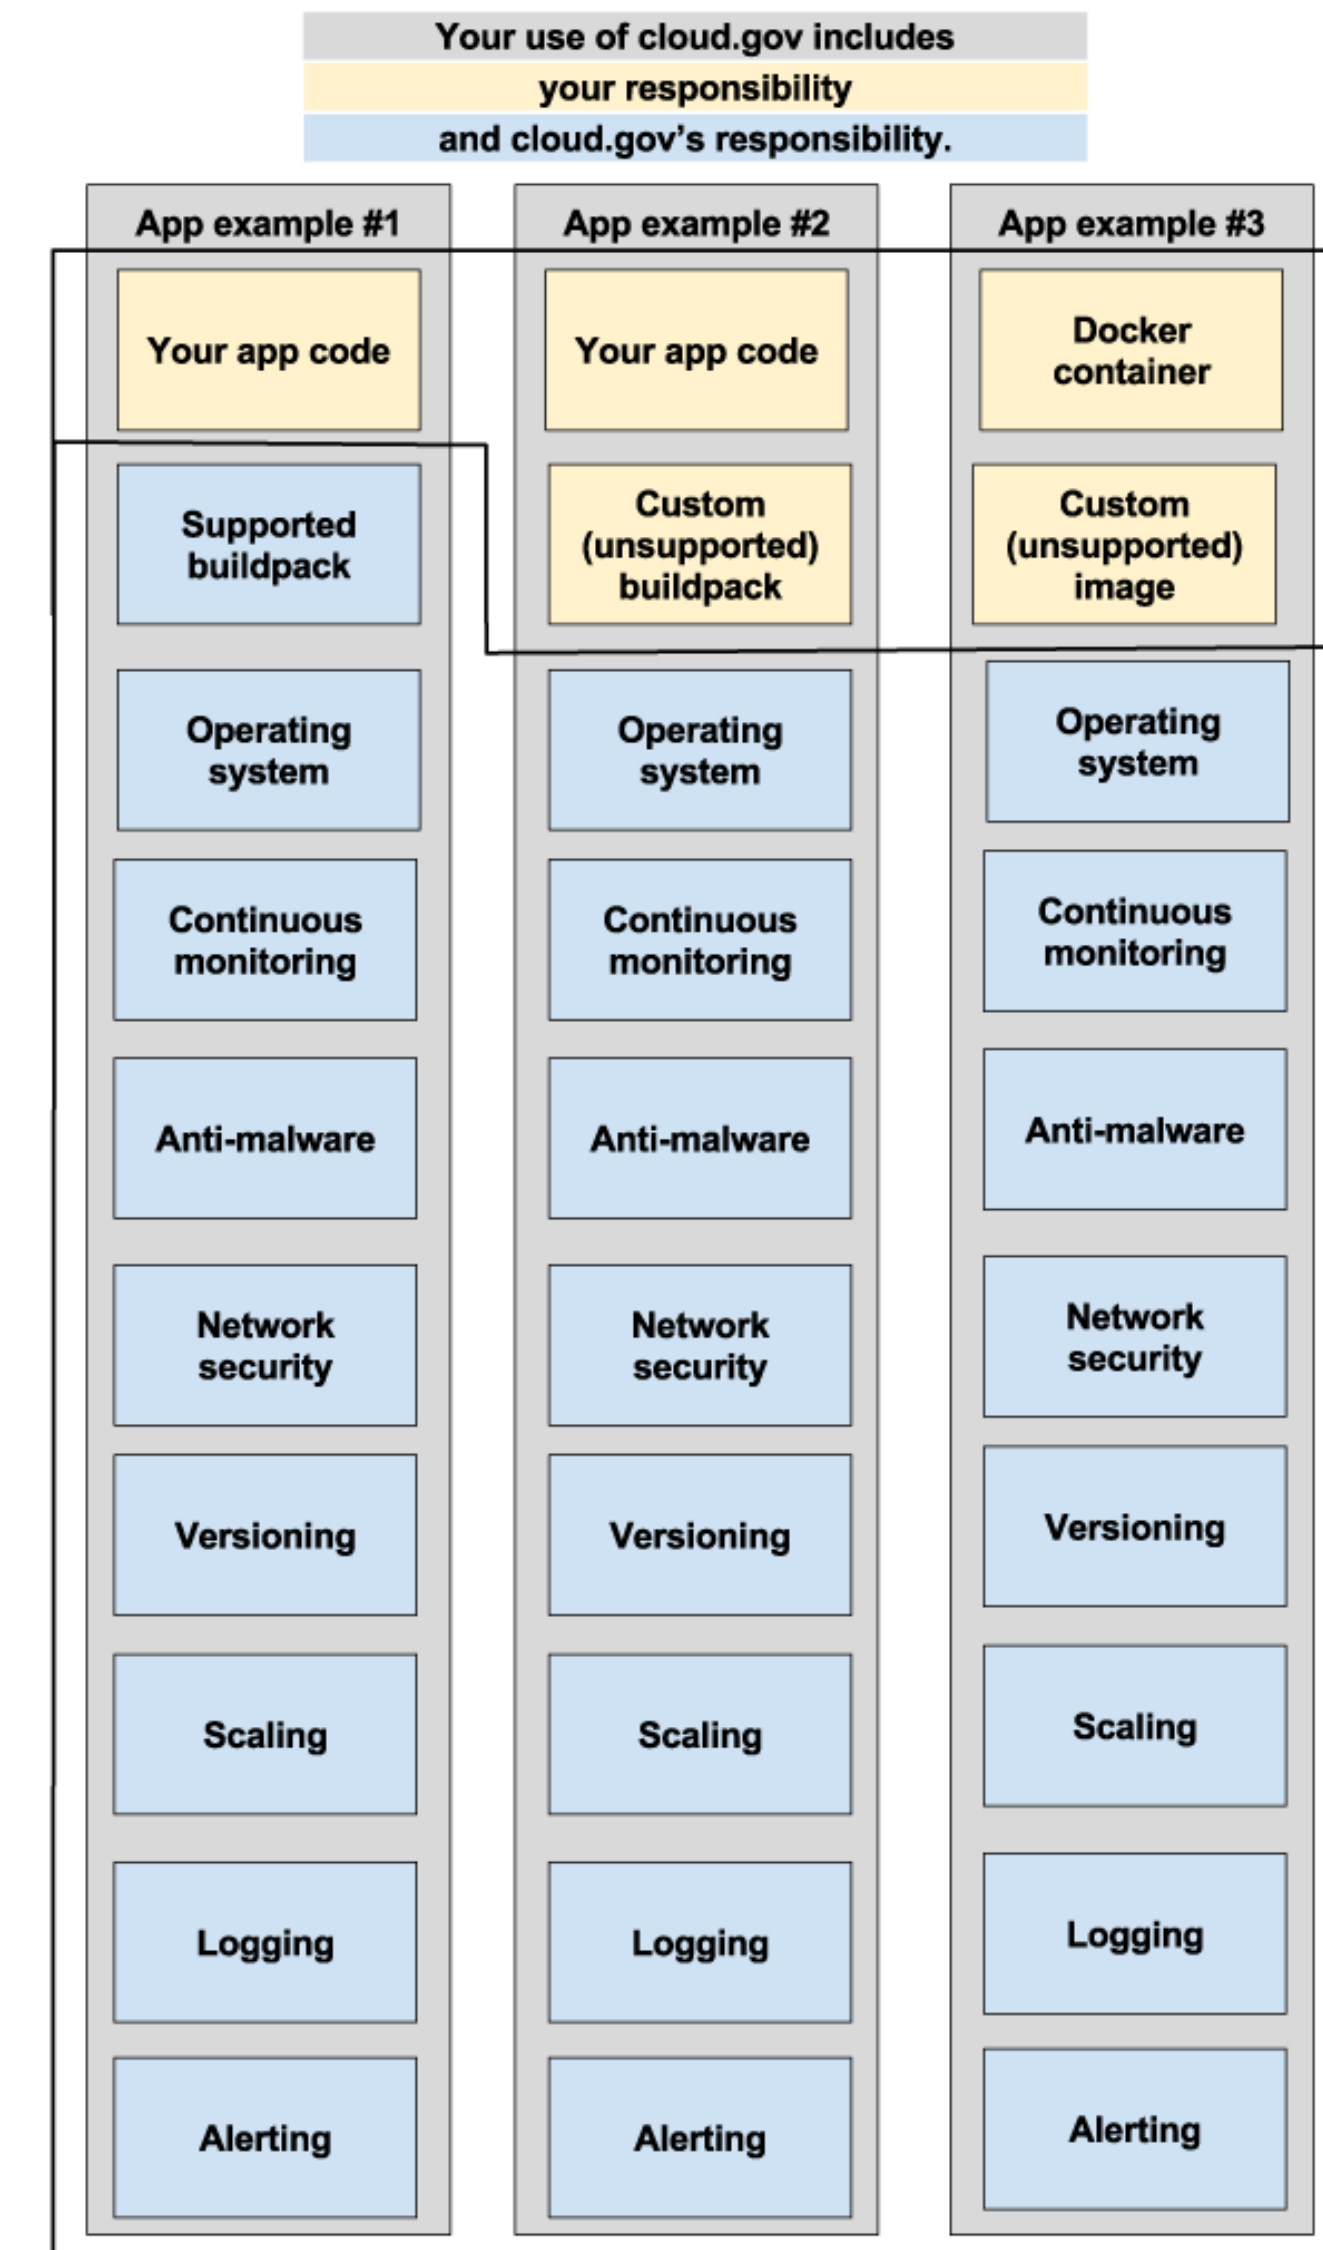 Your use of cloud.gov includes
your responsibility
and cloud.gov's responsibility.
App example #1
Your app code
Supported
buildpack
Operating
system
Continuous
monitoring
Anti-malware
Network
security
Versioning
Scaling
Logging
Alerting
App example #2
Your app code
Custom
(unsupported)
buildpack
Operating
system
Continuous
monitoring
Anti-malware
Network
security
Versioning
Scaling
Logging
Alerting
App example #3
Docker
container
Custom
(unsupported)
image
Operating
system
Continuous
monitoring
Anti-malware
Network
security
Versioning
Scaling
Logging
Alerting